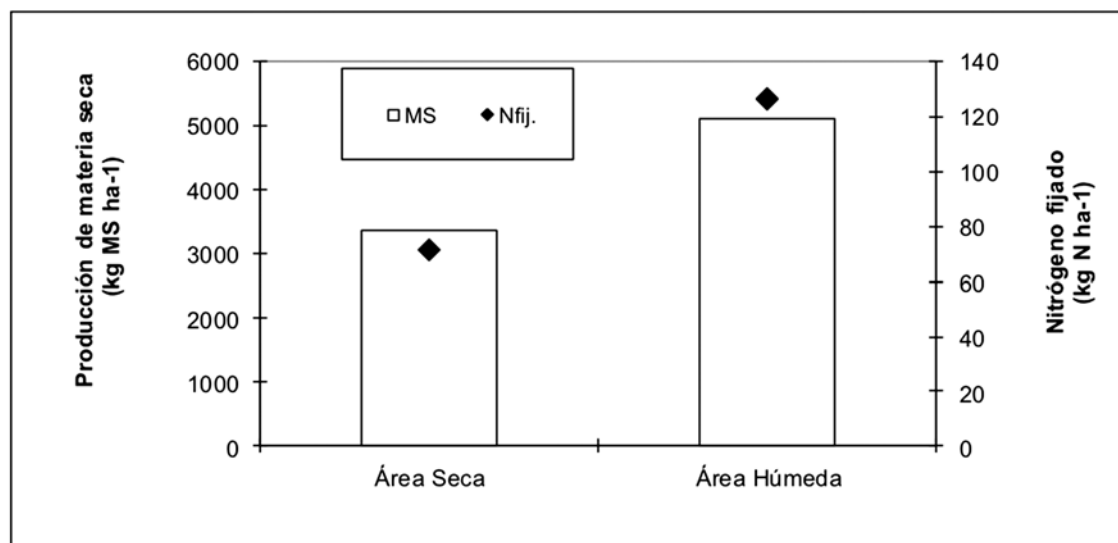 Producción de materia seca
(kg MS ha-1)
6000
5000
4000
3000
2000
1000
0
MS
Nfij.
Área Seca
Área Húmeda
140
120
100
80
60
40
20
0
Nitrógeno fijado
(kg N ha-1)